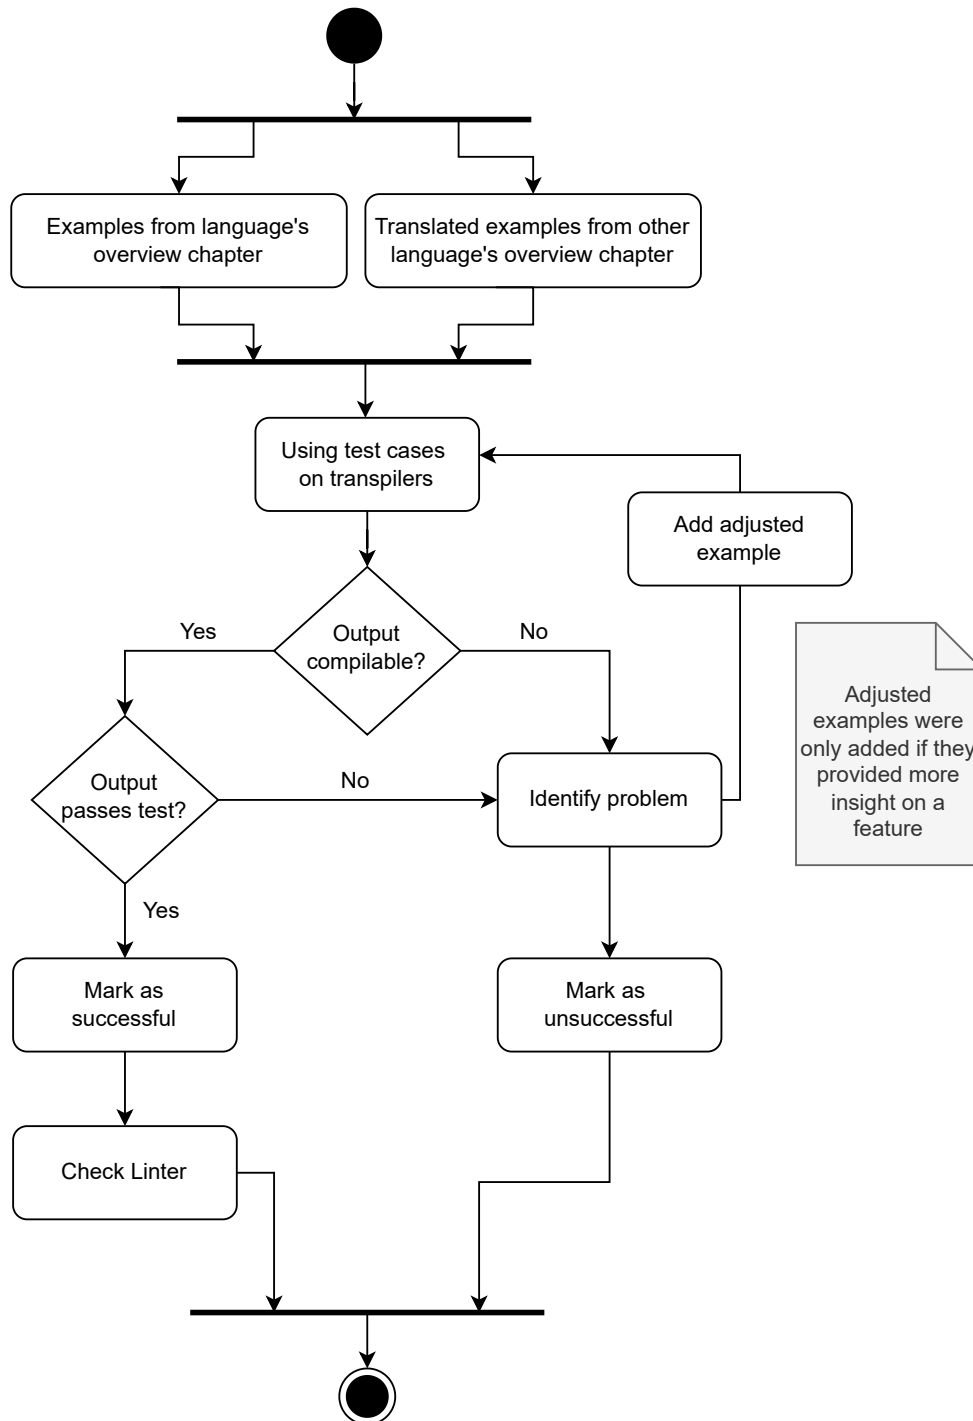 Examples from language's
overview chapter
Translated examples from other
language's overview chapter
Using test cases
on transpilers
Add adjusted
example
Yes
Output
compilable?
No
Adjusted
examples were
only added if they
provided more
insight on a
feature
Output
passes test?
No
Identify problem
Yes
Mark as
successful
Mark as
unsuccessful
Check Linter